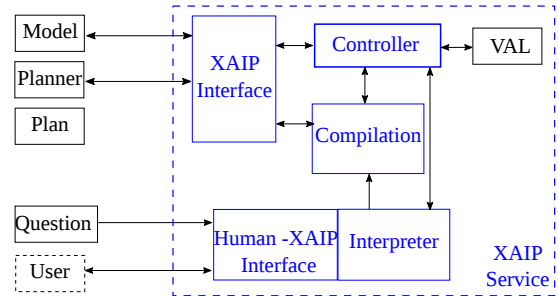 Model
Planner
Plan
XAIP
Interface
Controller
VAL
Compilation
Question
User
Human -XAIP
Interface
Interpreter
XAIP
Service